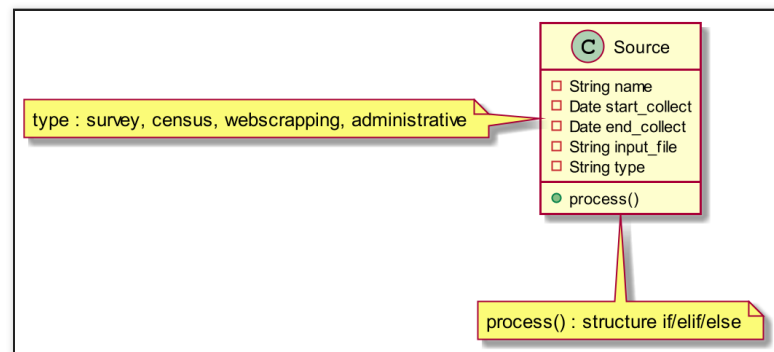 C Source
String name
Date start_collect
Date end_collect
String input_file
String type
process()
type : survey, census, webscrapping, administrative
process() : structure if/elif/else